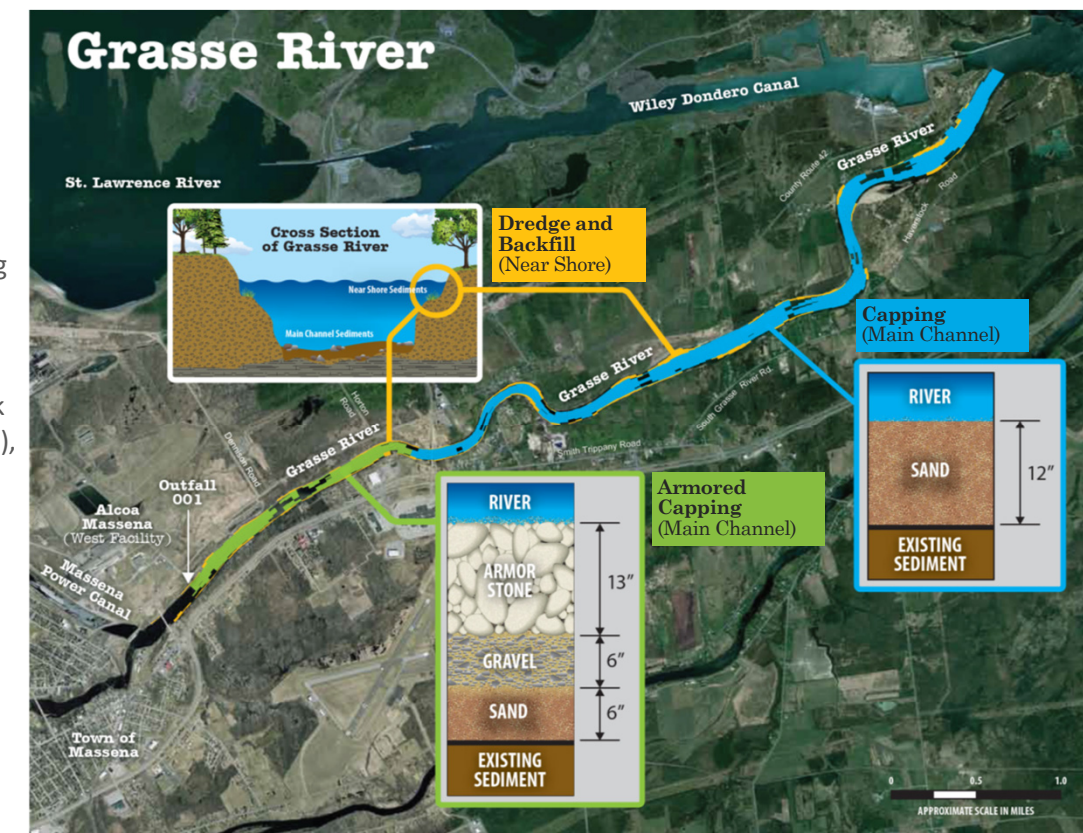 Grasse River
Wiley Dondero Canal
St. Lawrence River
County Route 42
Grasse River
Haverstock
Road
Cross Section
of Grasse River
Near Shore Sediments
Main Channel Sediments
Dredge and
Backfill
(Near Shore)
g
k
),
Capping
(Main Channel)
RIVER
SAND
12”
EXISTING
SEDIMENT
Grasse River
South Grasse River Rd.
Smith Trippany Road
Horton
Road
Dennison Road
Grasse River
Outfall
001
Alcoa
Massena
(West Facility)
Massena
Power Canal
Town of
Massena
Armored
Capping
(Main Channel)
RIVER
ARMOR
STONE
13”
GRAVEL
6”
SAND
6”
EXISTING
SEDIMENT
0 0.5 1.0
APPROXIMATE SCALE IN MILES